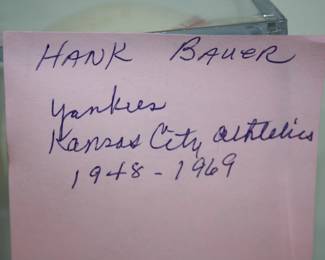 HANK BAUER
Yankees
Kansas City Athletics
1948 - 1969